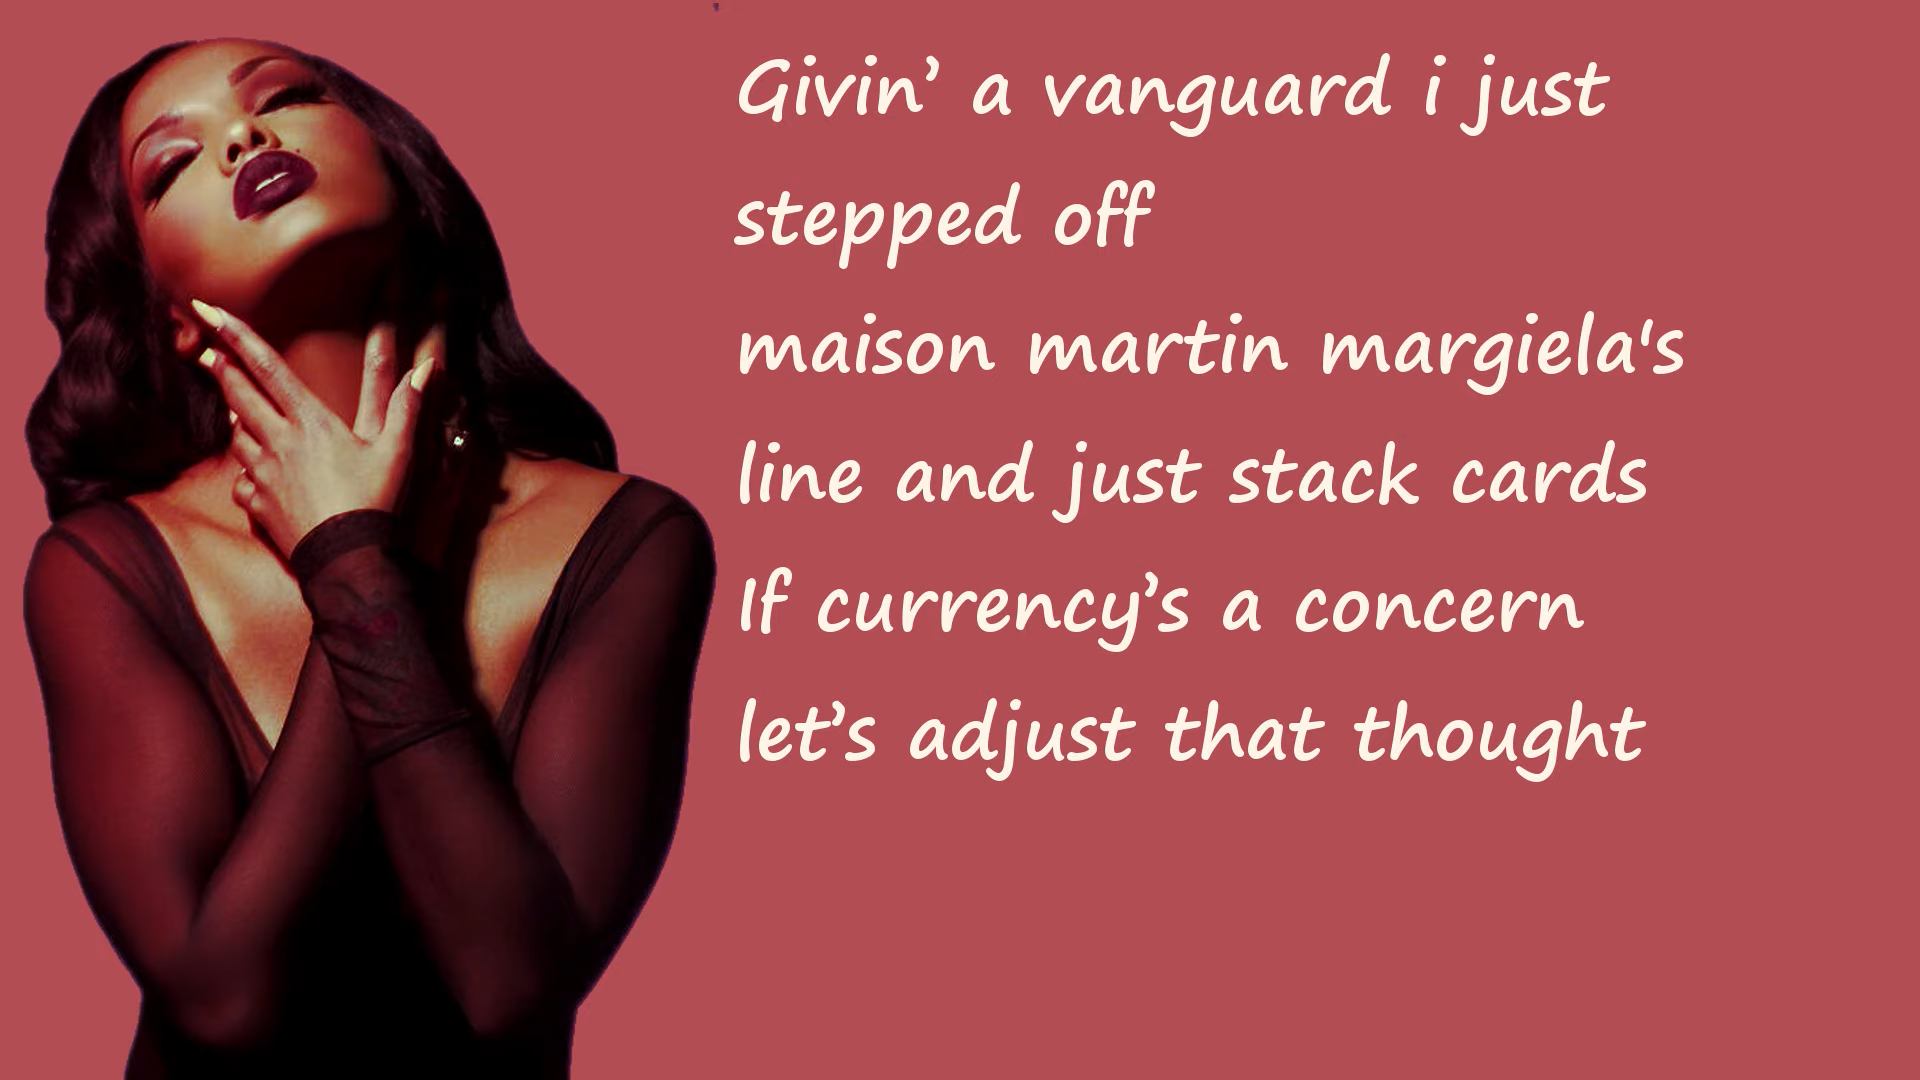 Givin’ a vanguard i just
stepped off
maison martin margiela's
line and just stack cards
If currency’s a concern
let’s adjust that thought